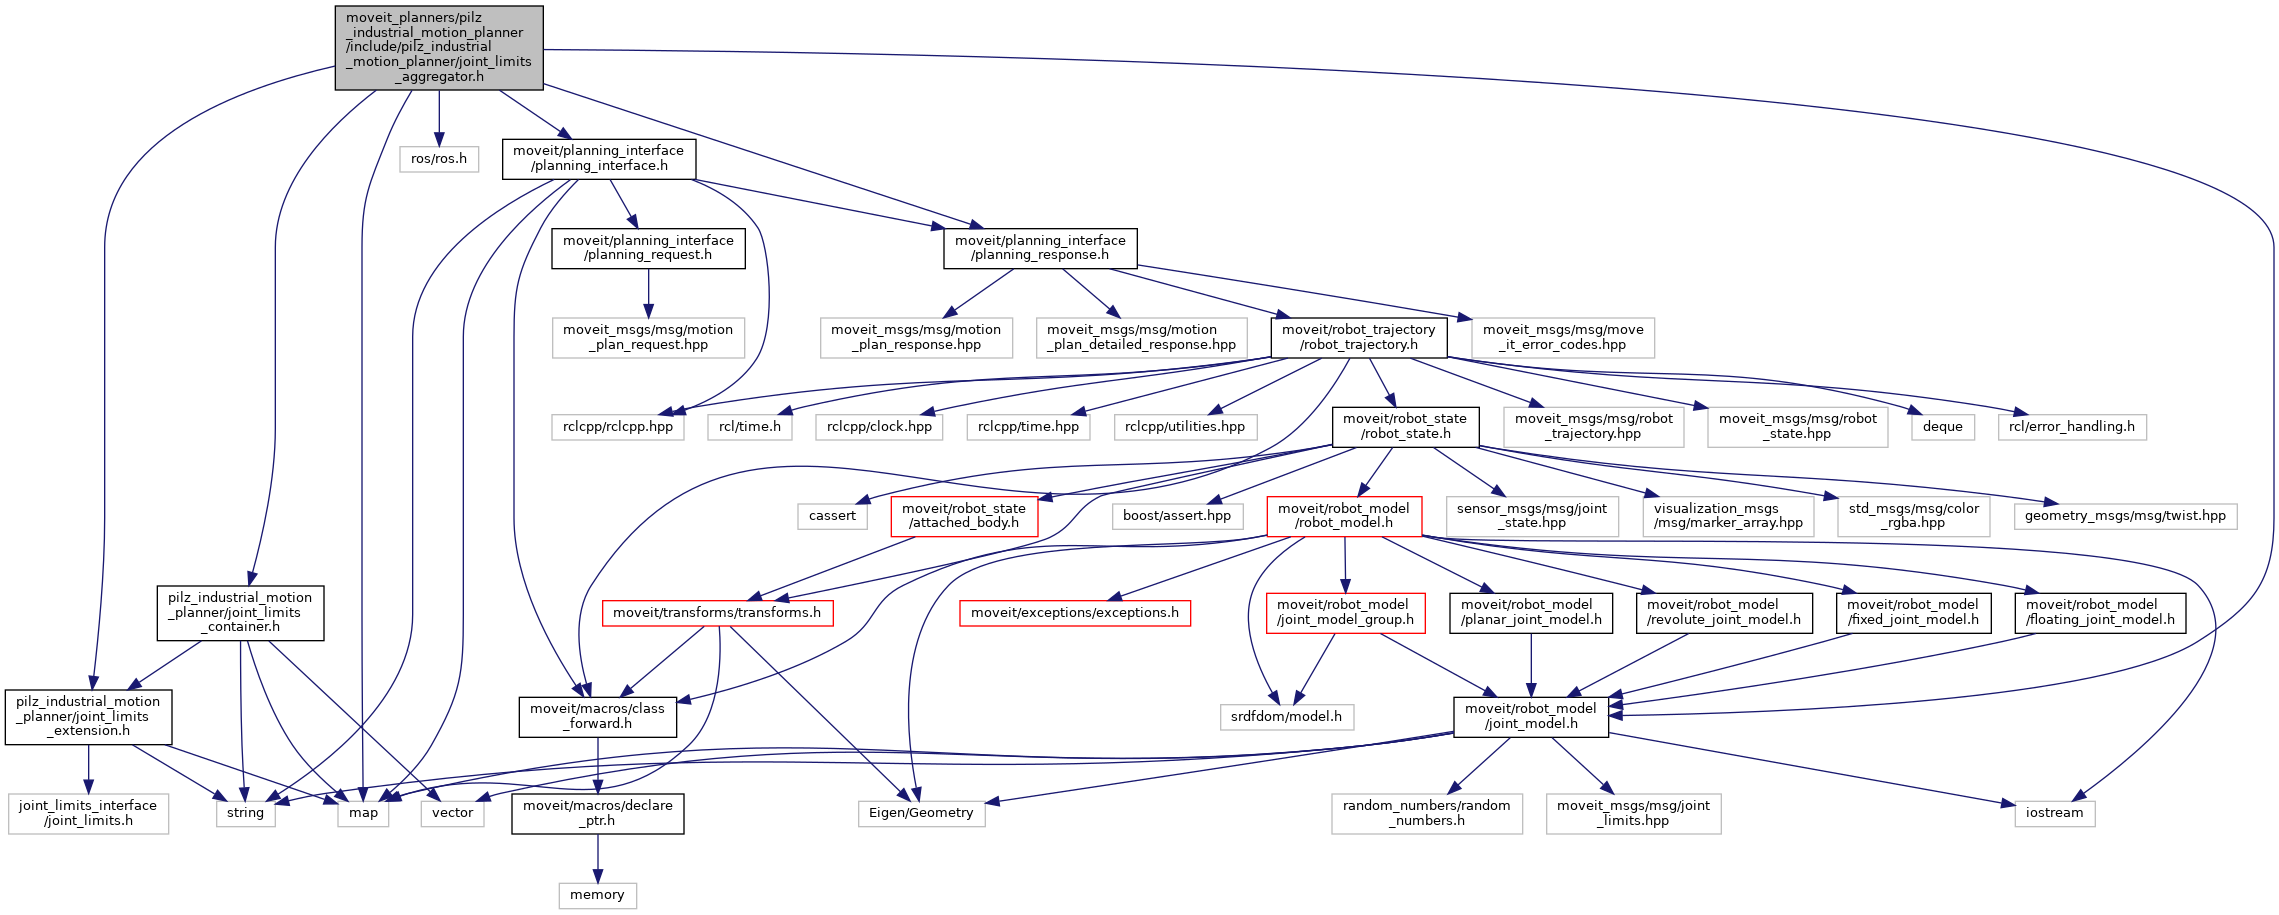 moveit_planners/pilz
_industrial_motion_planner
/include/pilz_industrial
_motion_planner/joint_limits
_aggregator.h
ros/ros.h
moveit/planning_interface
/planning_interface.h
moveit/planning_interface
/planning_request.h
moveit/planning_interface
/planning_response.h
moveit_msgs/msg/motion
_plan_request.hpp
moveit_msgs/msg/motion
_plan_response.hpp
moveit_msgs/msg/motion
_plan_detailed_response.hpp
moveit/robot_trajectory
/robot_trajectory.h
moveit_msgs/msg/move
_it_error_codes.hpp
rclcpp/rclcpp.hpp
rcl/time.h
rclcpp/clock.hpp
rclcpp/time.hpp
rclcpp/utilities.hpp
moveit/robot_state
/robot_state.h
moveit_msgs/msg/robot
_trajectory.hpp
moveit_msgs/msg/robot
_state.hpp
deque
rcl/error_handling.h
cassert
moveit/robot_state
/attached_body.h
boost/assert.hpp
moveit/robot_model
/robot_model.h
sensor_msgs/msg/joint
_state.hpp
visualization_msgs
/msg/marker_array.hpp
std_msgs/msg/color
_rgba.hpp
geometry_msgs/msg/twist.hpp
pilz_industrial_motion
_planner/joint_limits
_container.h
moveit/transforms/transforms.h
moveit/exceptions/exceptions.h
moveit/robot_model
/joint_model_group.h
moveit/robot_model
/planar_joint_model.h
moveit/robot_model
/revolute_joint_model.h
moveit/robot_model
/fixed_joint_model.h
moveit/robot_model
/floating_joint_model.h
pilz_industrial_motion
_planner/joint_limits
_extension.h
moveit/macros/class
_forward.h
srdfdom/model.h
moveit/robot_model
/joint_model.h
joint_limits_interface
/joint_limits.h
string
map
vector
moveit/macros/declare
_ptr.h
Eigen/Geometry
random_numbers/random
_numbers.h
moveit_msgs/msg/joint
_limits.hpp
iostream
memory